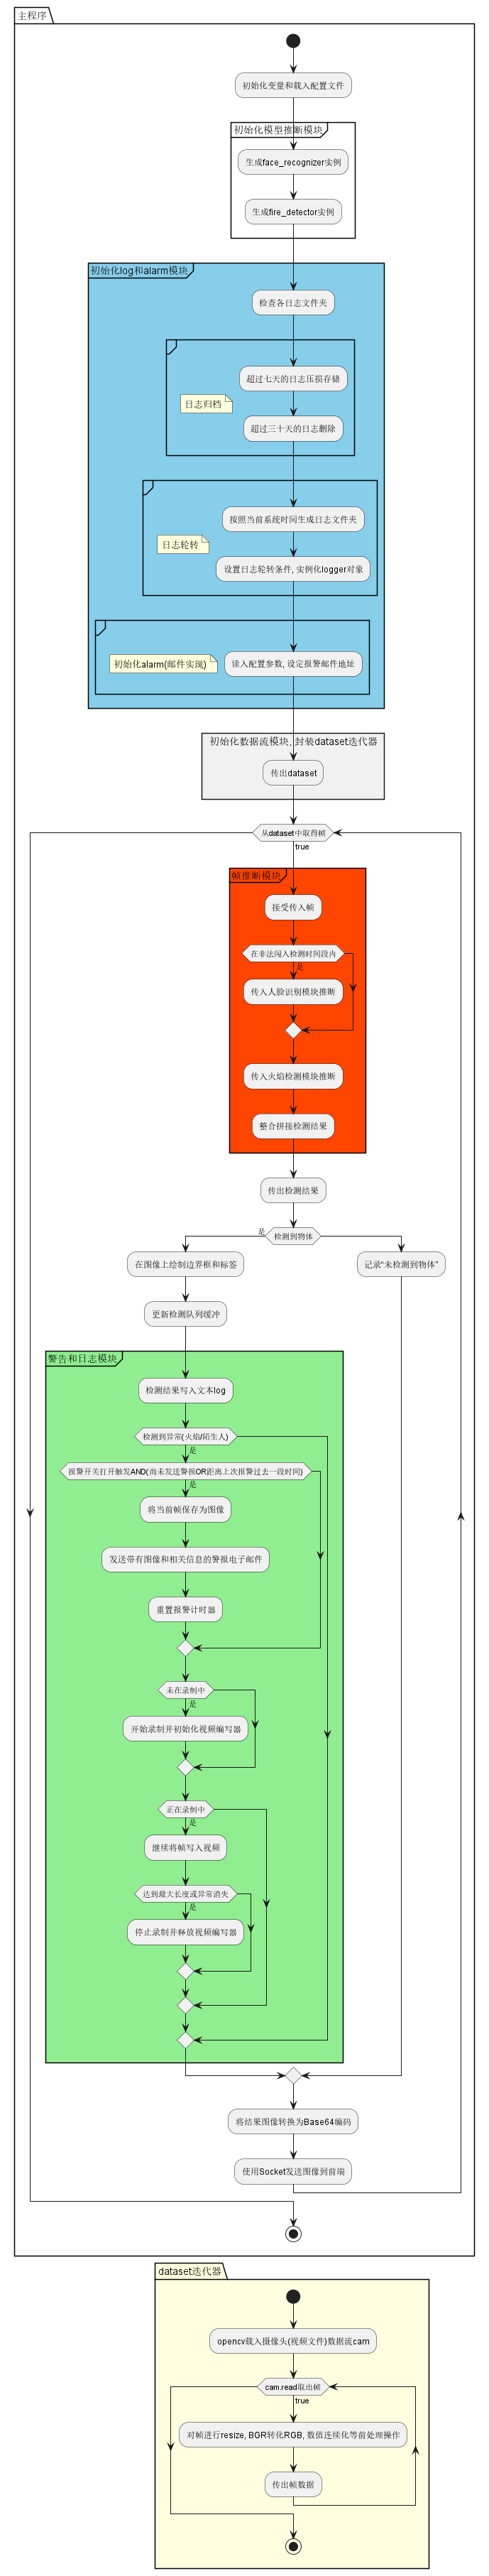 主程序
初始化变量和载入配置文件
初始化模型推断模块
生成face_recognizer实例
生成fire_detector实例
初始化log和alarm模块
检查各日志文件夹
超过七天的日志压损存储
日志归档
超过三十天的日志删除
按照当前系统时间生成日志文件夹
日志轮转
设置日志轮转条件, 实例化logger对象
初始化alarm(邮件实现)
读入配置参数, 设定报警邮件地址
初始化数据流模块, 封装dataset迭代器
传出dataset
从dataset中取得帧
true
帧推断模块
接受传入帧
在非法闯入检测时间段内
是
传入人脸识别模块推断
传入火焰检测模块推断
整合拼接检测结果
传出检测结果
是
检测到物体
在图像上绘制边界框和标签
记录"未检测到物体"
更新检测队列缓冲
警告和日志模块
检测结果写入文本log
检测到异常(火焰/陌生人)
是
报警开关打开触发AND(尚未发送警报OR距离上次报警过去一段时间)
是
将当前帧保存为图像
发送带有图像和相关信息的警报电子邮件
重置报警计时器
未在录制中
是
开始录制并初始化视频编写器
正在录制中
是
继续将帧写入视频
达到最大长度或异常消失
是
停止录制并释放视频编写器
将结果图像转换为Base64编码
使用Socket发送图像到前端
dataset迭代器
opencv载入摄像头(视频文件)数据流cam
cam.read取出帧
true
对帧进行resize, BGR转化RGB, 数值连续化等前处理操作
传出帧数据